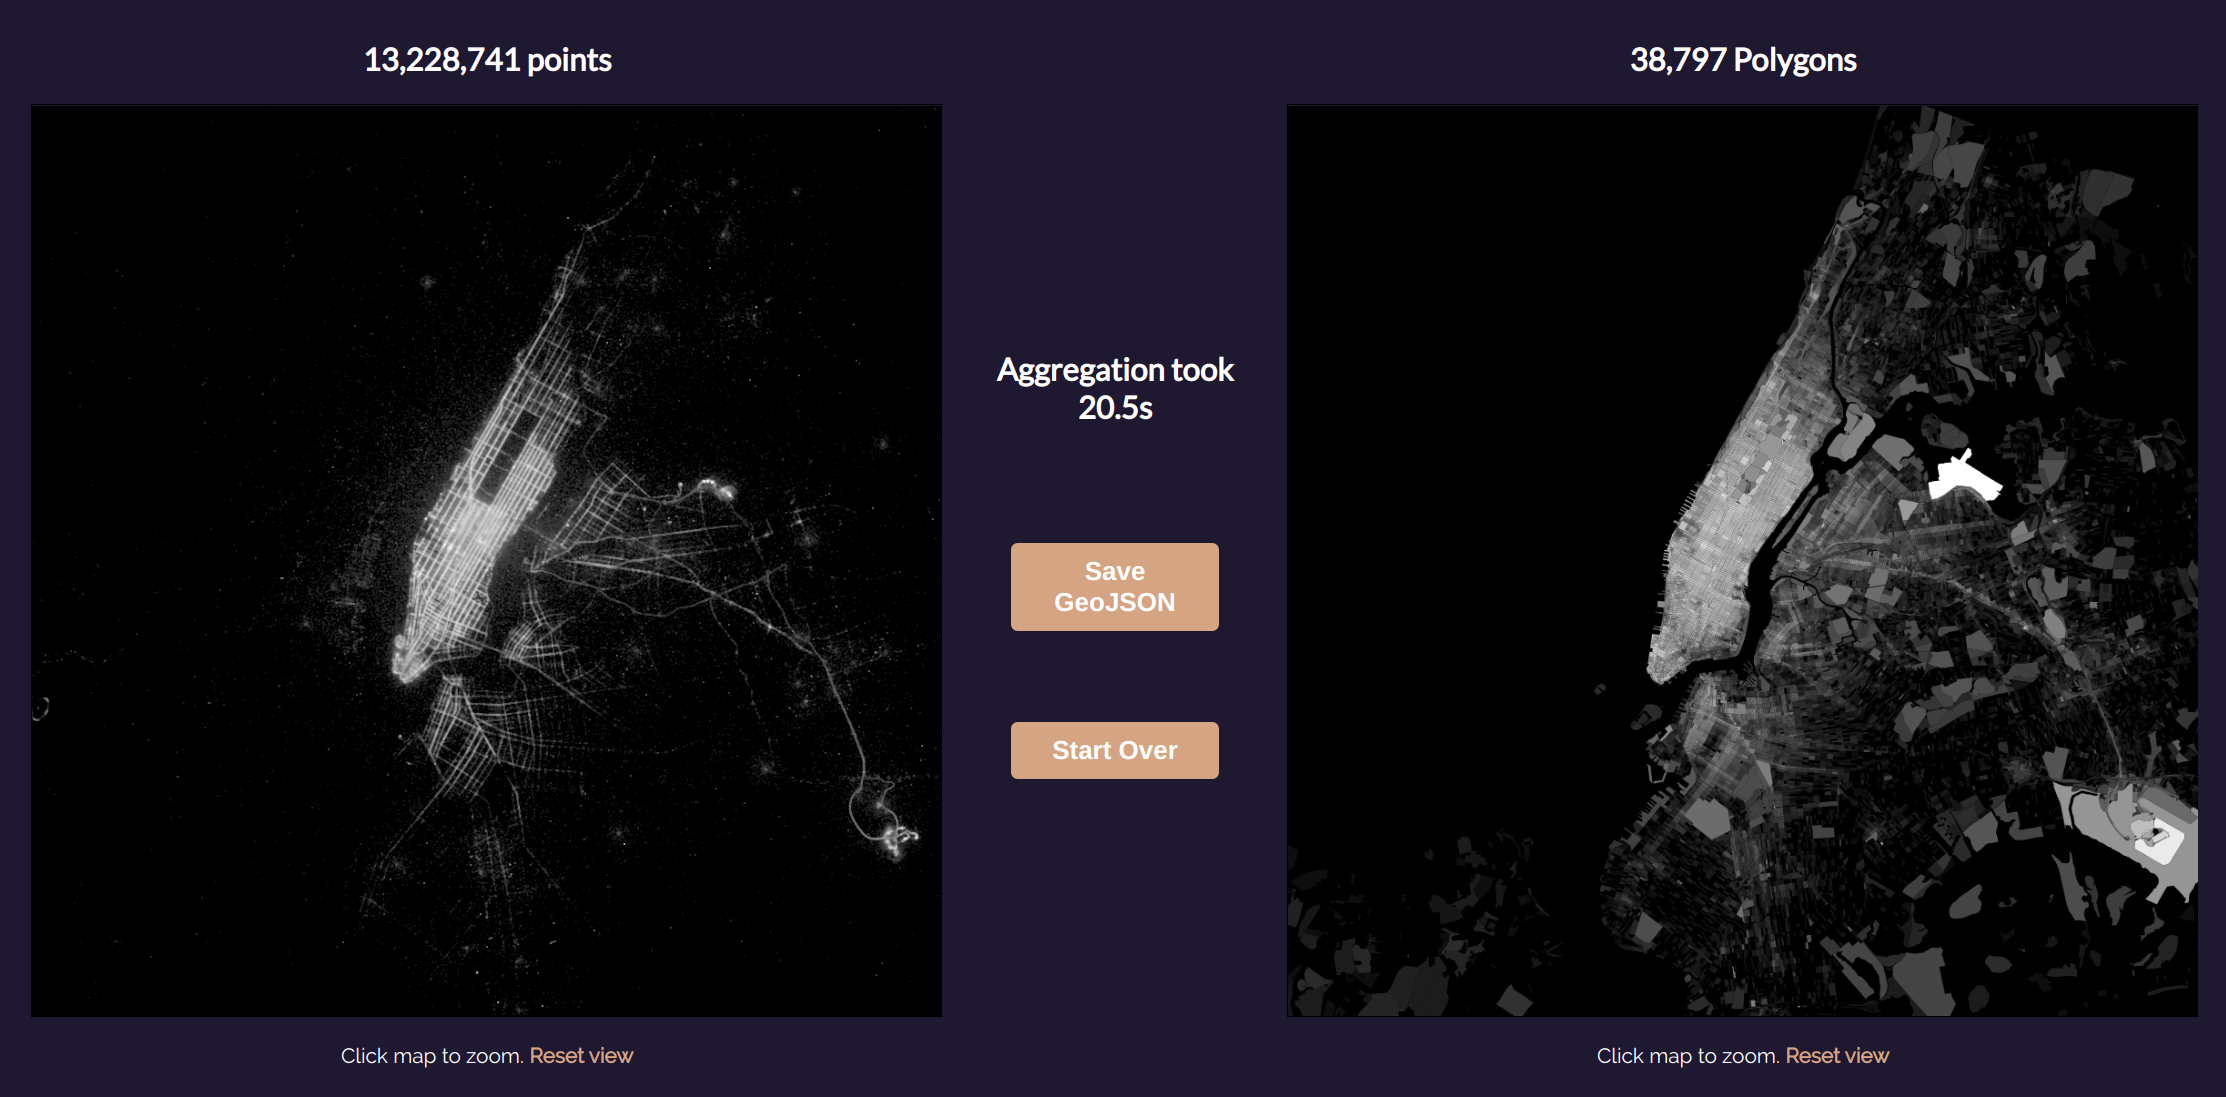 13,228,741 points
38,797 Polygons
Aggregation took
20.5s
Save
GeoJSON
Start Over
Click map to zoom. Reset view
Click map to zoom. Reset view